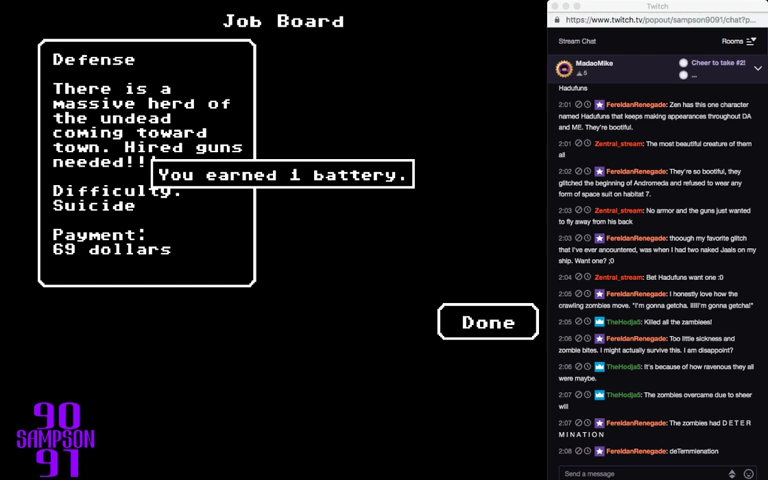 Job Board
Defense
There is a
massive herd of
the undead
coming toward
town. Hired guns
needed!!!
You earned 1 battery.
Difficulty:
Suicide
Payment:
69 dollars
Done
90
SAMPSON
91
Twitch
https://www.twitch.tv/popout/sampson9091/chat?p...
Stream Chat
Rooms
MadaoMike
5
Cheer to take #2!
...
Hadufuns
2:01 FereldanRenegade: Zen has this one character
named Hadufuns that keeps making appearances throughout DA
and ME. They're bootiful.
2:01 Zentral_stream: The most beautiful creature of them
all
2:02 FereldanRenegade: They're so bootiful, they
glitched the beginning of Andromeda and refused to wear any
form of space suit on habitat 7.
2:03 Zentral_stream: No armor and the guns just wanted
to fly away from his back
2:03 FereldanRenegade: thoough my favorite glitch
that I've ever encountered, was when I had two naked Jaals on my
ship. Want one? ;0
2:04 Zentral_stream: Bet Hadufuns want one :0
2:05 FereldanRenegade: I honestly love how the
crawling zombies move. "I'm gonna getcha. IIIII'm gonna getcha!"
2:05 TheHodja5: Killed all the zambiees!
2:06 FereldanRenegade: Too little sickness and
zombie bites. I might actually survive this. I am disappoint?
2:06 TheHodja5: It's because of how ravenous they all
were maybe.
2:07 TheHodja5: The zombies overcame due to sheer
will
2:07 FereldanRenegade: The zombies had D E T E R
M I N A T I O N
2:08 FereldanRenegade: deTemmienation
Send a message